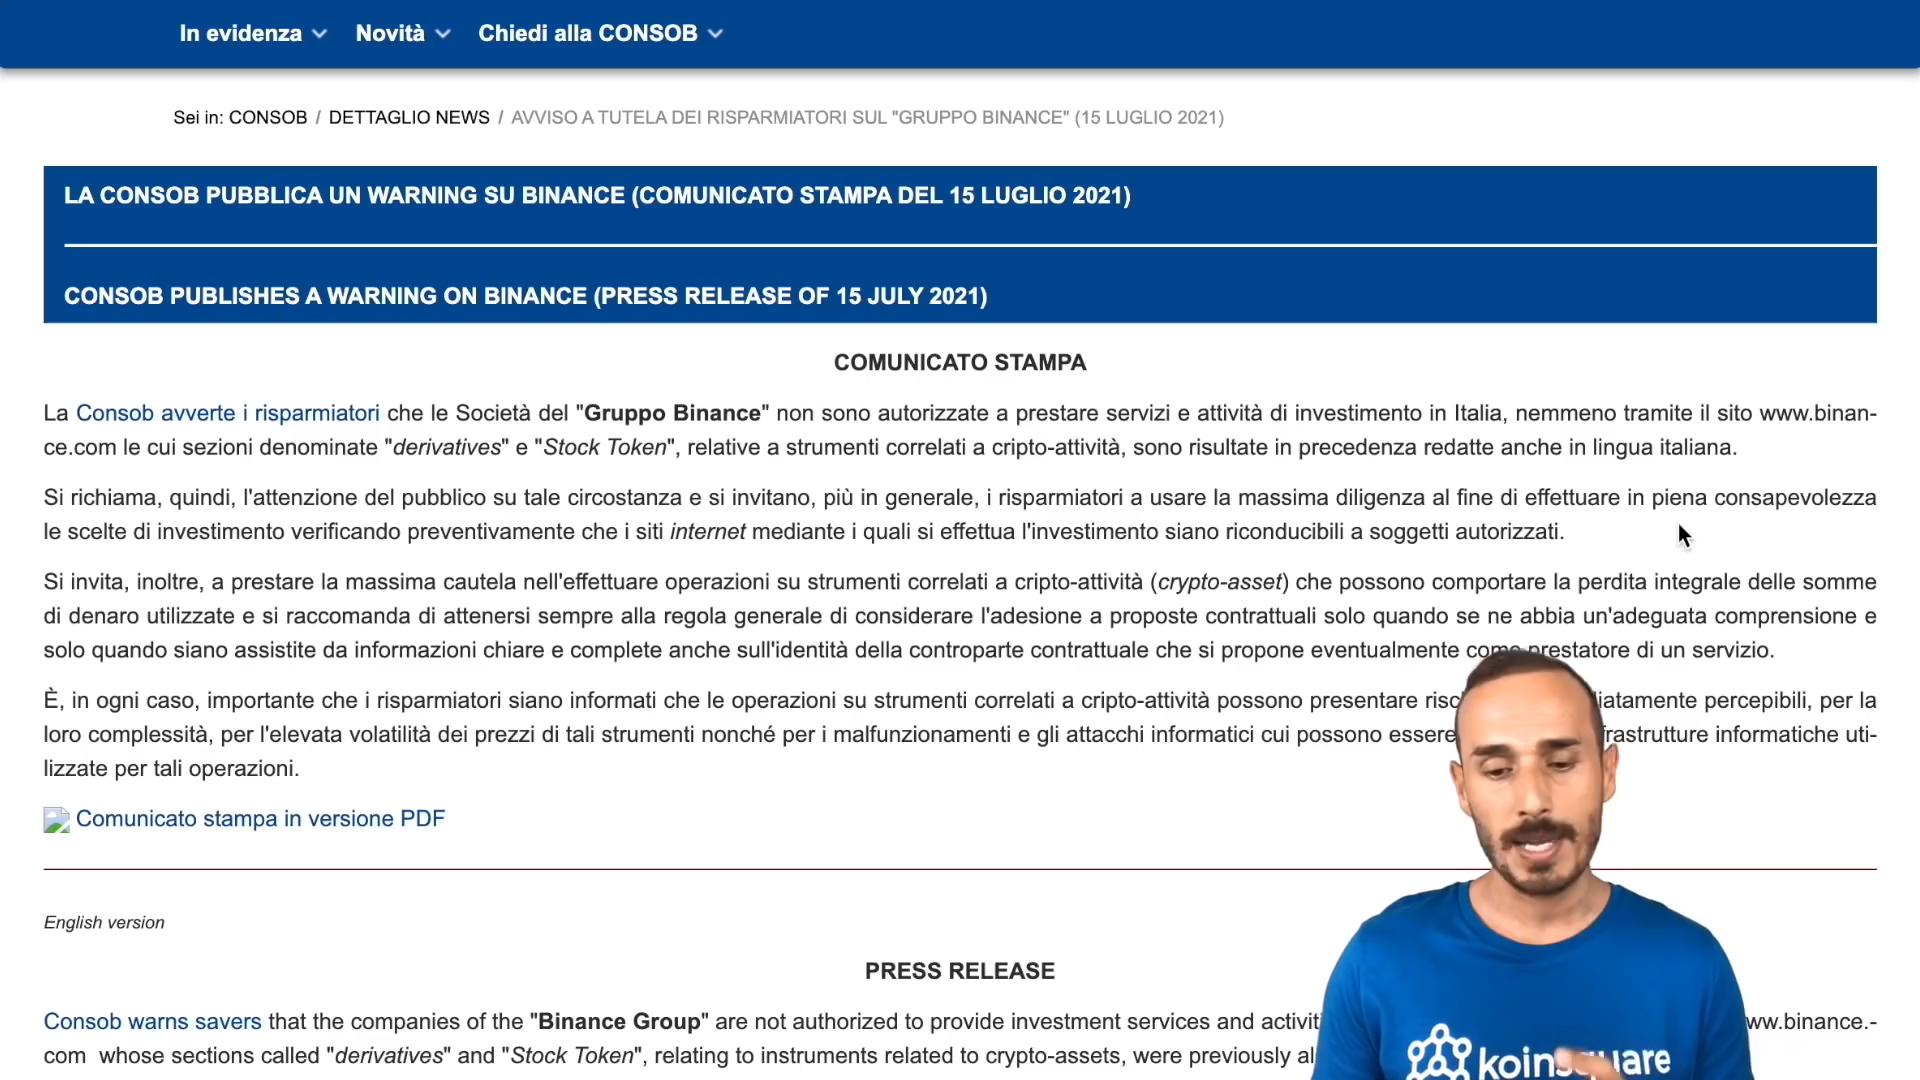 In evidenza Novità Chiedi alla CONSOB
Sei in: CONSOB / DETTAGLIO NEWS / AVVISO A TUTELA DEI RISPARMIATORI SUL "GRUPPO BINANCE" (15 LUGLIO 2021)
LA CONSOB PUBBLICA UN WARNING SU BINANCE (COMUNICATO STAMPA DEL 15 LUGLIO 2021)
CONSOB PUBLISHES A WARNING ON BINANCE (PRESS RELEASE OF 15 JULY 2021)
COMUNICATO STAMPA
La Consob avverte i risparmiatori che le Società del "Gruppo Binance" non sono autorizzate a prestare servizi e attività di investimento in Italia, nemmeno tramite il sito www.binan-
ce.com le cui sezioni denominate "derivatives" e "Stock Token", relative a strumenti correlati a cripto-attività, sono risultate in precedenza redatte anche in lingua italiana.
Si richiama, quindi, l'attenzione del pubblico su tale circostanza e si invitano, più in generale, i risparmiatori a usare la massima diligenza al fine di effettuare in piena consapevolezza
le scelte di investimento verificando preventivamente che i siti internet mediante i quali si effettua l'investimento siano riconducibili a soggetti autorizzati.
Si invita, inoltre, a prestare la massima cautela nell'effettuare operazioni su strumenti correlati a cripto-attività (crypto-asset) che possono comportare la perdita integrale delle somme
di denaro utilizzate e si raccomanda di attenersi sempre alla regola generale di considerare l'adesione a proposte contrattuali solo quando se ne abbia un'adeguata comprensione e
solo quando siano assistite da informazioni chiare e complete anche sull'identità della controparte contrattuale che si propone eventualmente come prestatore di un servizio.
È, in ogni caso, importante che i risparmiatori siano informati che le operazioni su strumenti correlati a cripto-attività possono presentare percepibili, per la
loro complessità, per l'elevata volatilità dei prezzi di tali strumenti nonché per i malfunzionamenti e gli attacchi informatici cui possono essere informatiche uti-
lizzate per tali operazioni.
Comunicato stampa in versione PDF
English version
PRESS RELEASE
Consob warns savers that the companies of the "Binance Group" are not authorized to provide investment services and ww.binance.-
com whose sections called "derivatives" and "Stock Token", relating to instruments related to crypto-assets, were previously
koinsquare